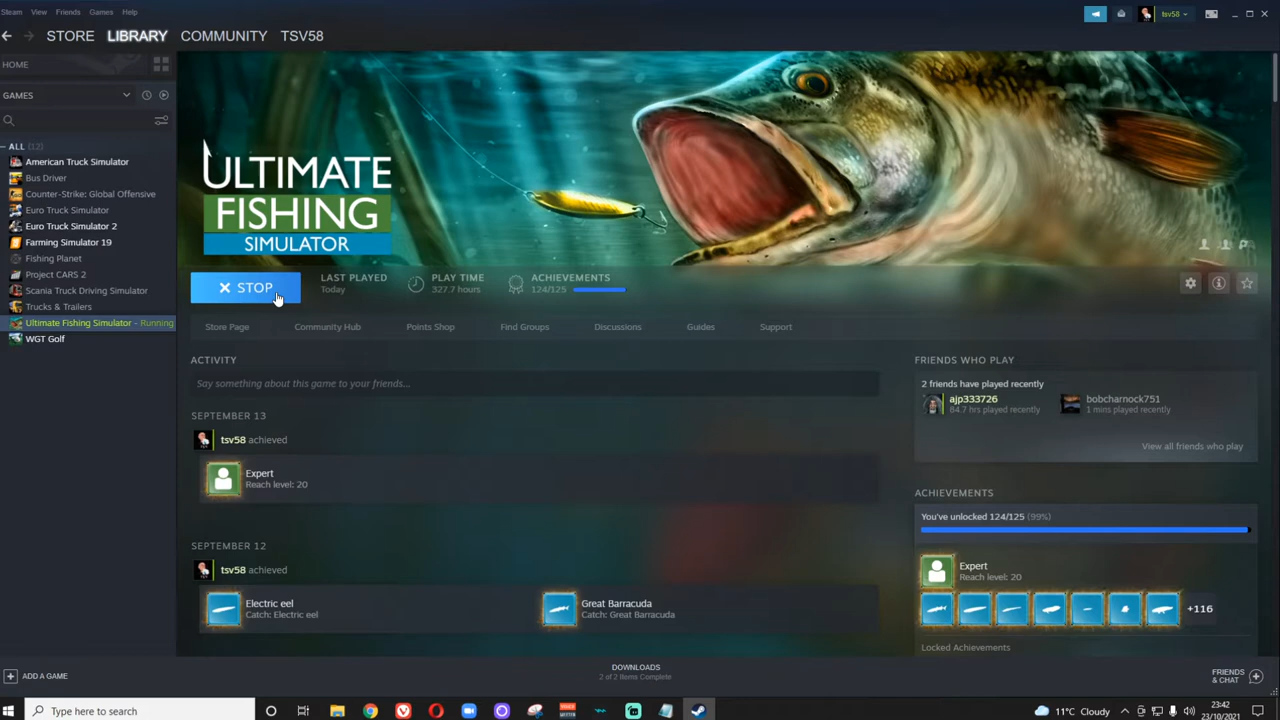 Steam View Friends Games Help
tsv58
STORE LIBRARY COMMUNITY TSV58
HOME
GAMES
ALL (12)
American Truck Simulator
Bus Driver
Counter-Strike: Global Offensive
Euro Truck Simulator
Euro Truck Simulator 2
Farming Simulator 19
Fishing Planet
Project CARS 2
Scania Truck Driving Simulator
Trucks & Trailers
Ultimate Fishing Simulator - Running
WGT Golf
ULTIMATE
FISHING
SIMULATOR
STOP
LAST PLAYED
Today
PLAY TIME
327.7 hours
ACHIEVEMENTS
124/125
Store Page Community Hub Points Shop Find Groups Discussions Guides Support
ACTIVITY
Say something about this game to your friends...
SEPTEMBER 13
tsv58 achieved
Expert
Reach level: 20
SEPTEMBER 12
tsv58 achieved
Electric eel
Catch: Electric eel
Great Barracuda
Catch: Great Barracuda
FRIENDS WHO PLAY
2 friends have played recently
ajp333726
84.7 hrs played recently
bobcharnock751
1 mins played recently
View all friends who play
ACHIEVEMENTS
You've unlocked 124/125 (99%)
Expert
Reach level: 20
+116
Locked Achievements
ADD A GAME
DOWNLOADS
2 of 2 Items Complete
FRIENDS
& CHAT
Type here to search
11°C Cloudy
23:42
23/10/2021